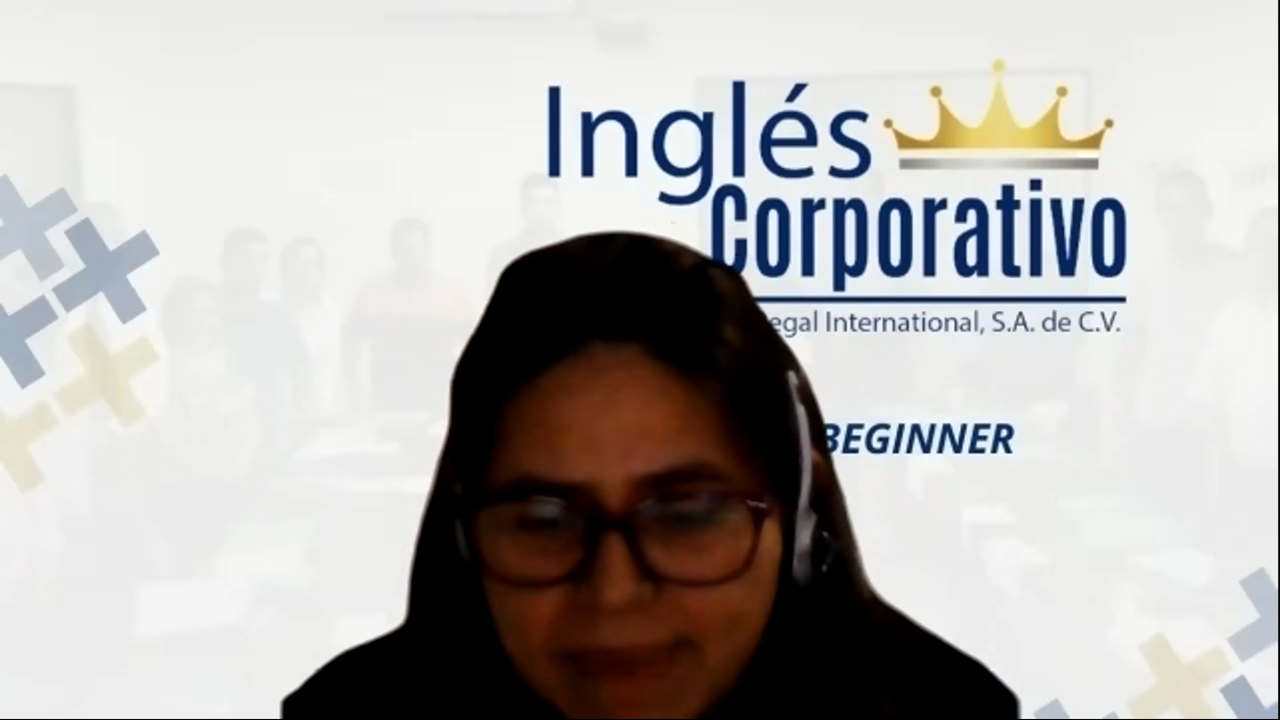 Inglés
Corporativo
egal International, S.A. de C.V.
BEGINNER